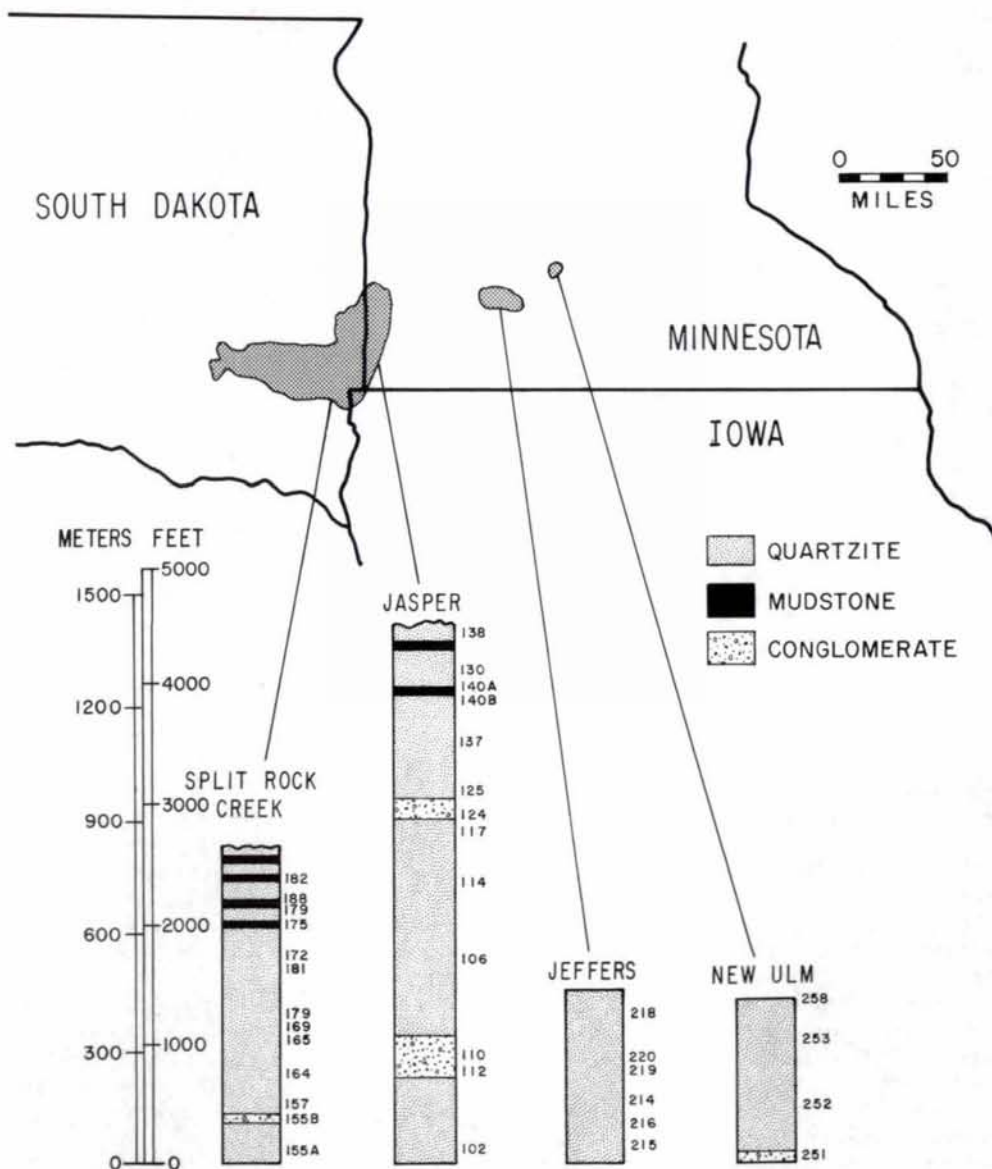 0 50
MILES
SOUTH DAKOTA
MINNESOTA
IOWA
METERS FEET
5000
1500
4000
1200
3000
900
2000
600
1000
300
0 0
QUARTZITE
MUDSTONE
CONGLOMERATE
SPLIT ROCK
CREEK
182
188
179
175
172
181
179
169
165
164
157
155B
155A
JASPER
138
130
140A
140B
137
125
124
117
114
106
110
112
102
JEFFERS
218
220
219
214
216
215
NEW ULM
258
253
252
251